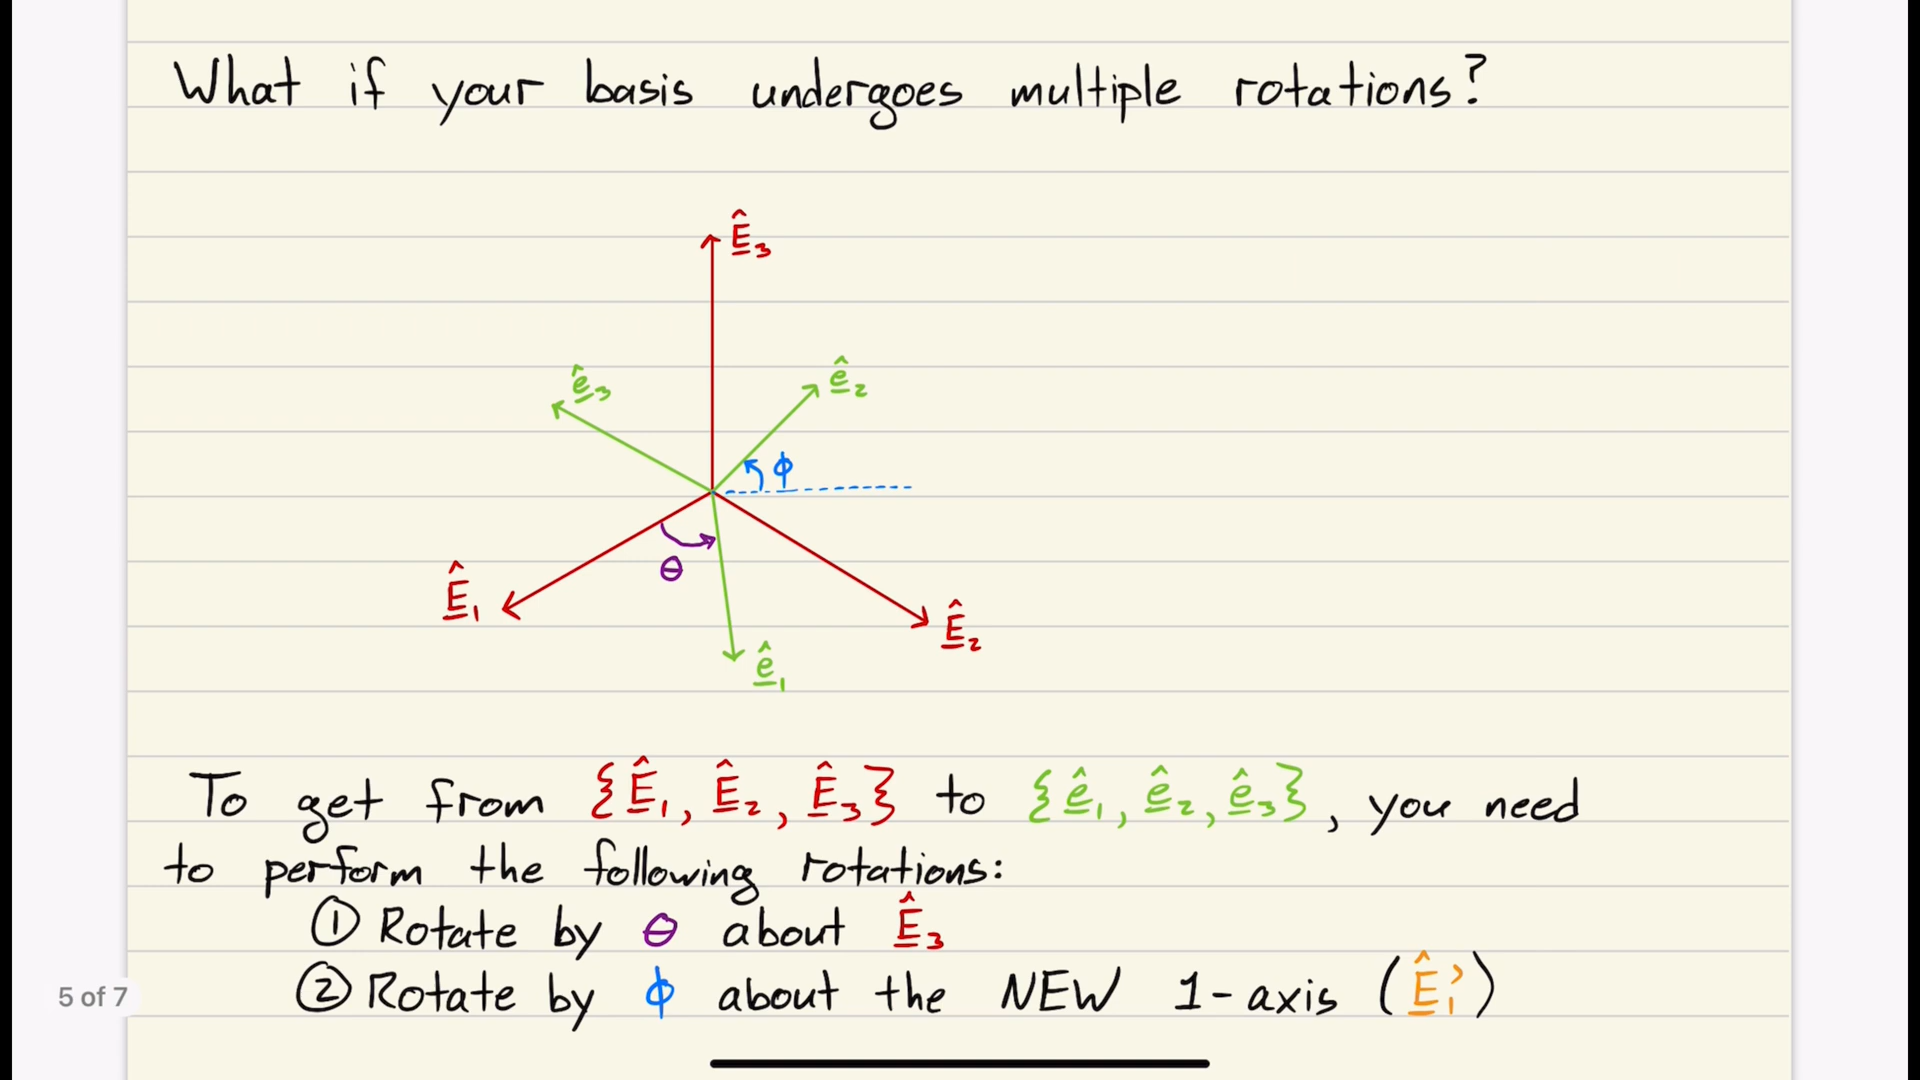 What if your basis undergoes multiple rotations?
Ê₃
ê₃
ê₂
ϕ
θ
Ê₁
Ê₂
ê₁
To get from {Ê₁, Ê₂, Ê₃} to {ê₁, ê₂, ê₃}, you need
to perform the following rotations:
① Rotate by θ about Ê₃
② Rotate by ϕ about the NEW 1-axis (Ê₁')
5 of 7